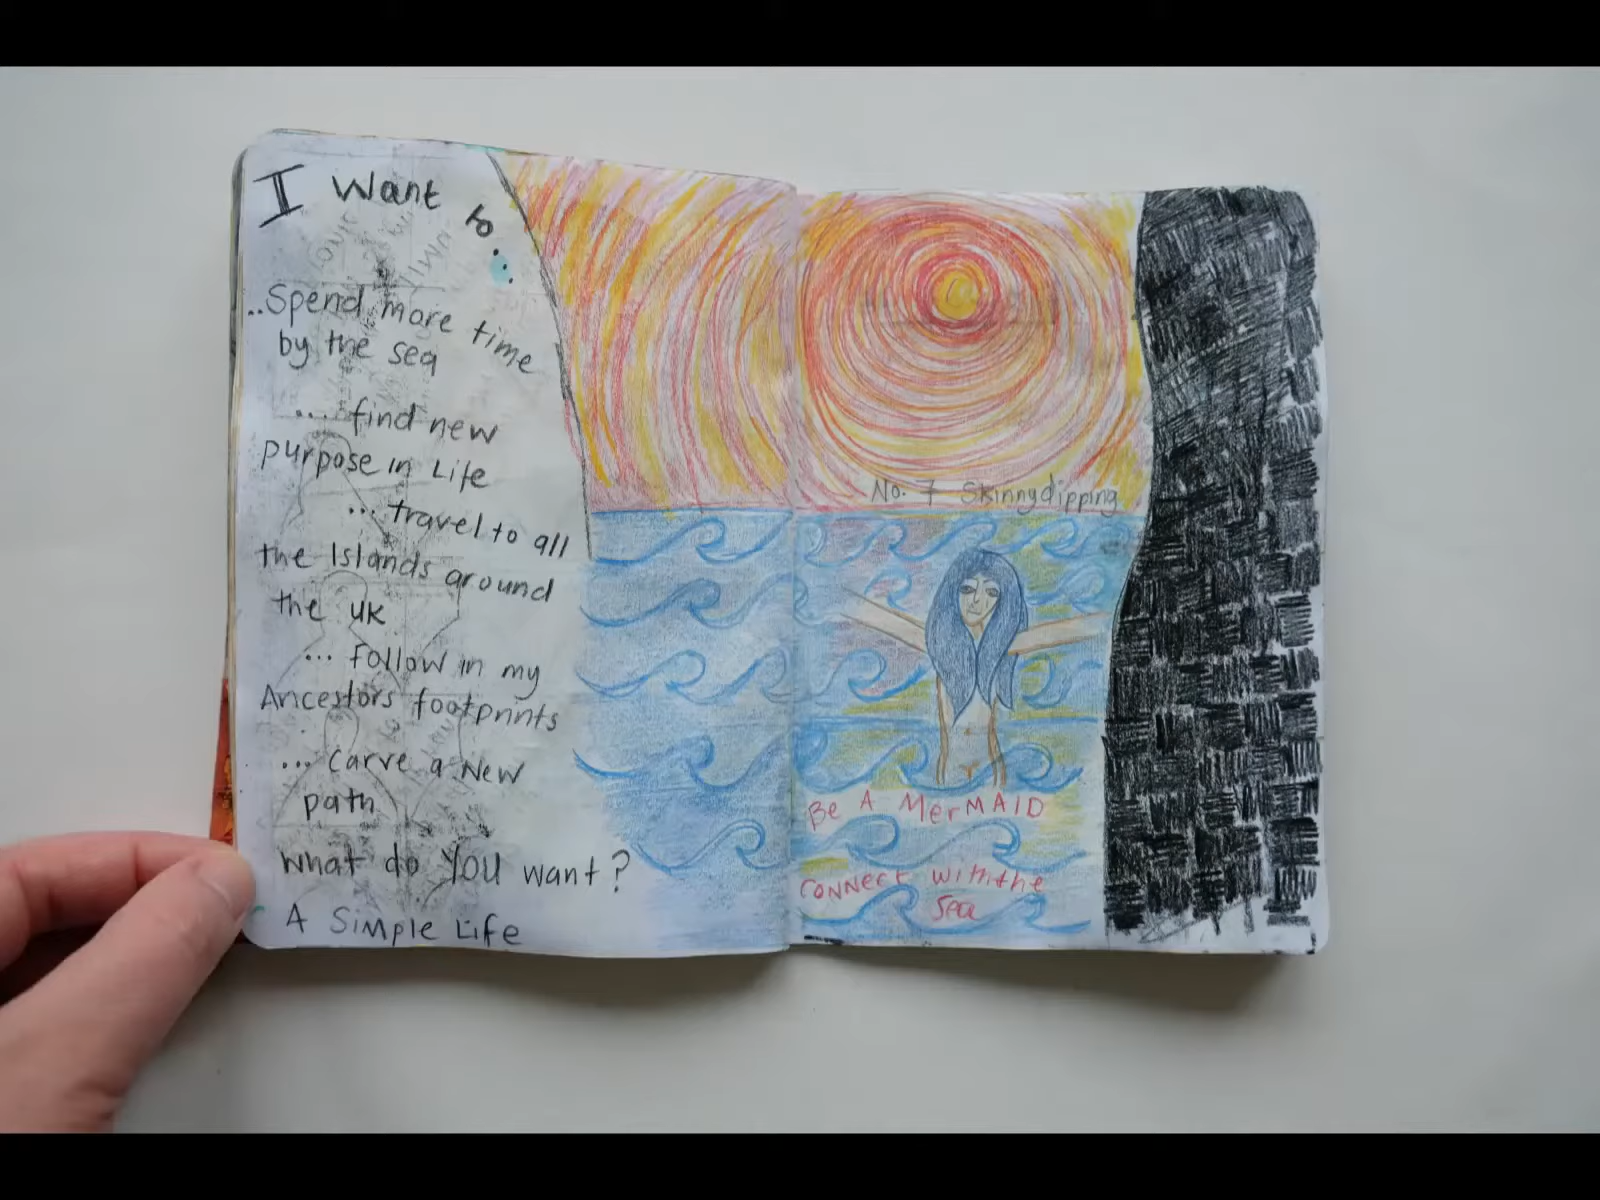 I want to...
..Spend more time
by the sea
.... find new
purpose in Life
... travel to all
the Islands around
the uk
... follow in my
Ancestors footprints
... carve a New
path
What do YOU want?
A SiMple LiFe
No. 7 Skinnydipping
Be A MerMAID
CONNect with the
Sea